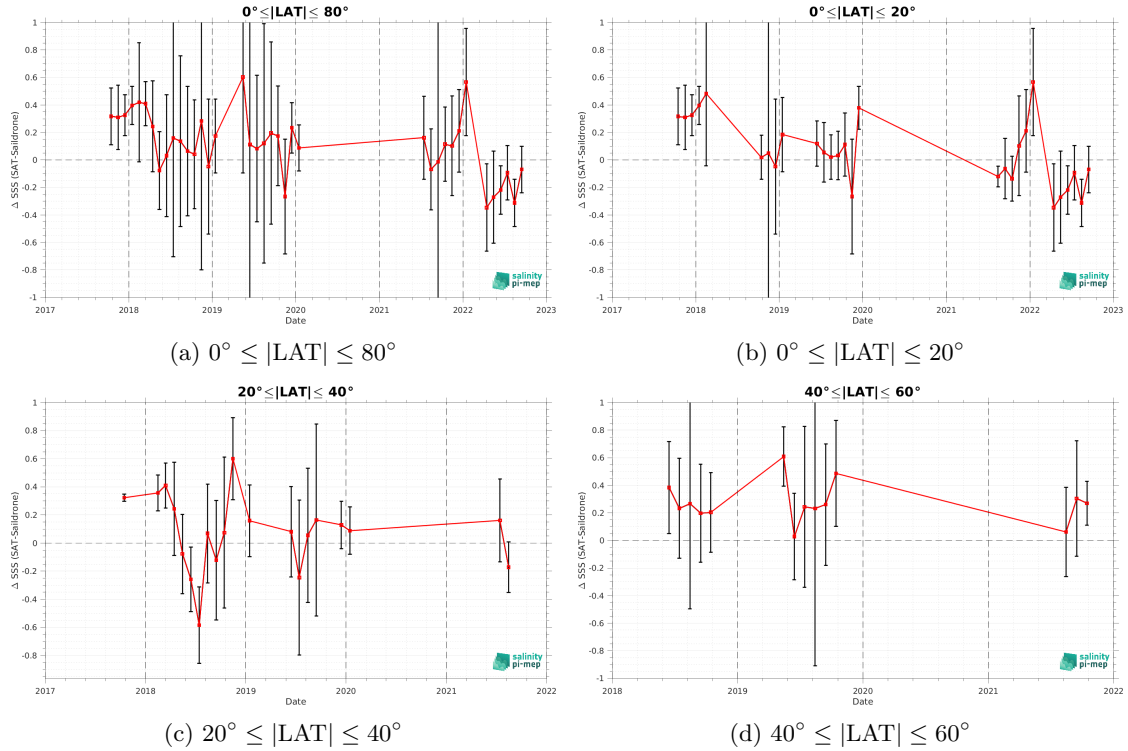 0°≤|LAT|≤ 80°
1
0.8
0.6
0.4
0.2
0
-0.2
-0.4
-0.6
-0.8
-1
Δ SSS (SAT-Saildrone)
2017 2018 2019 2020 2021 2022 2023
Date
salinity
pi-mep
(a) 0° ≤ |LAT| ≤ 80°
0°≤|LAT|≤ 20°
1
0.8
0.6
0.4
0.2
0
-0.2
-0.4
-0.6
-0.8
-1
Δ SSS (SAT-Saildrone)
2017 2018 2019 2020 2021 2022 2023
Date
salinity
pi-mep
(b) 0° ≤ |LAT| ≤ 20°
20°≤|LAT|≤ 40°
1
0.8
0.6
0.4
0.2
0
-0.2
-0.4
-0.6
-0.8
Δ SSS (SAT-Saildrone)
2017 2018 2019 2020 2021 2022
Date
salinity
pi-mep
(c) 20° ≤ |LAT| ≤ 40°
40°≤|LAT|≤ 60°
1
0.8
0.6
0.4
0.2
0
-0.2
-0.4
-0.6
-0.8
-1
Δ SSS (SAT-Saildrone)
2018 2019 2020 2021 2022
Date
salinity
pi-mep
(d) 40° ≤ |LAT| ≤ 60°